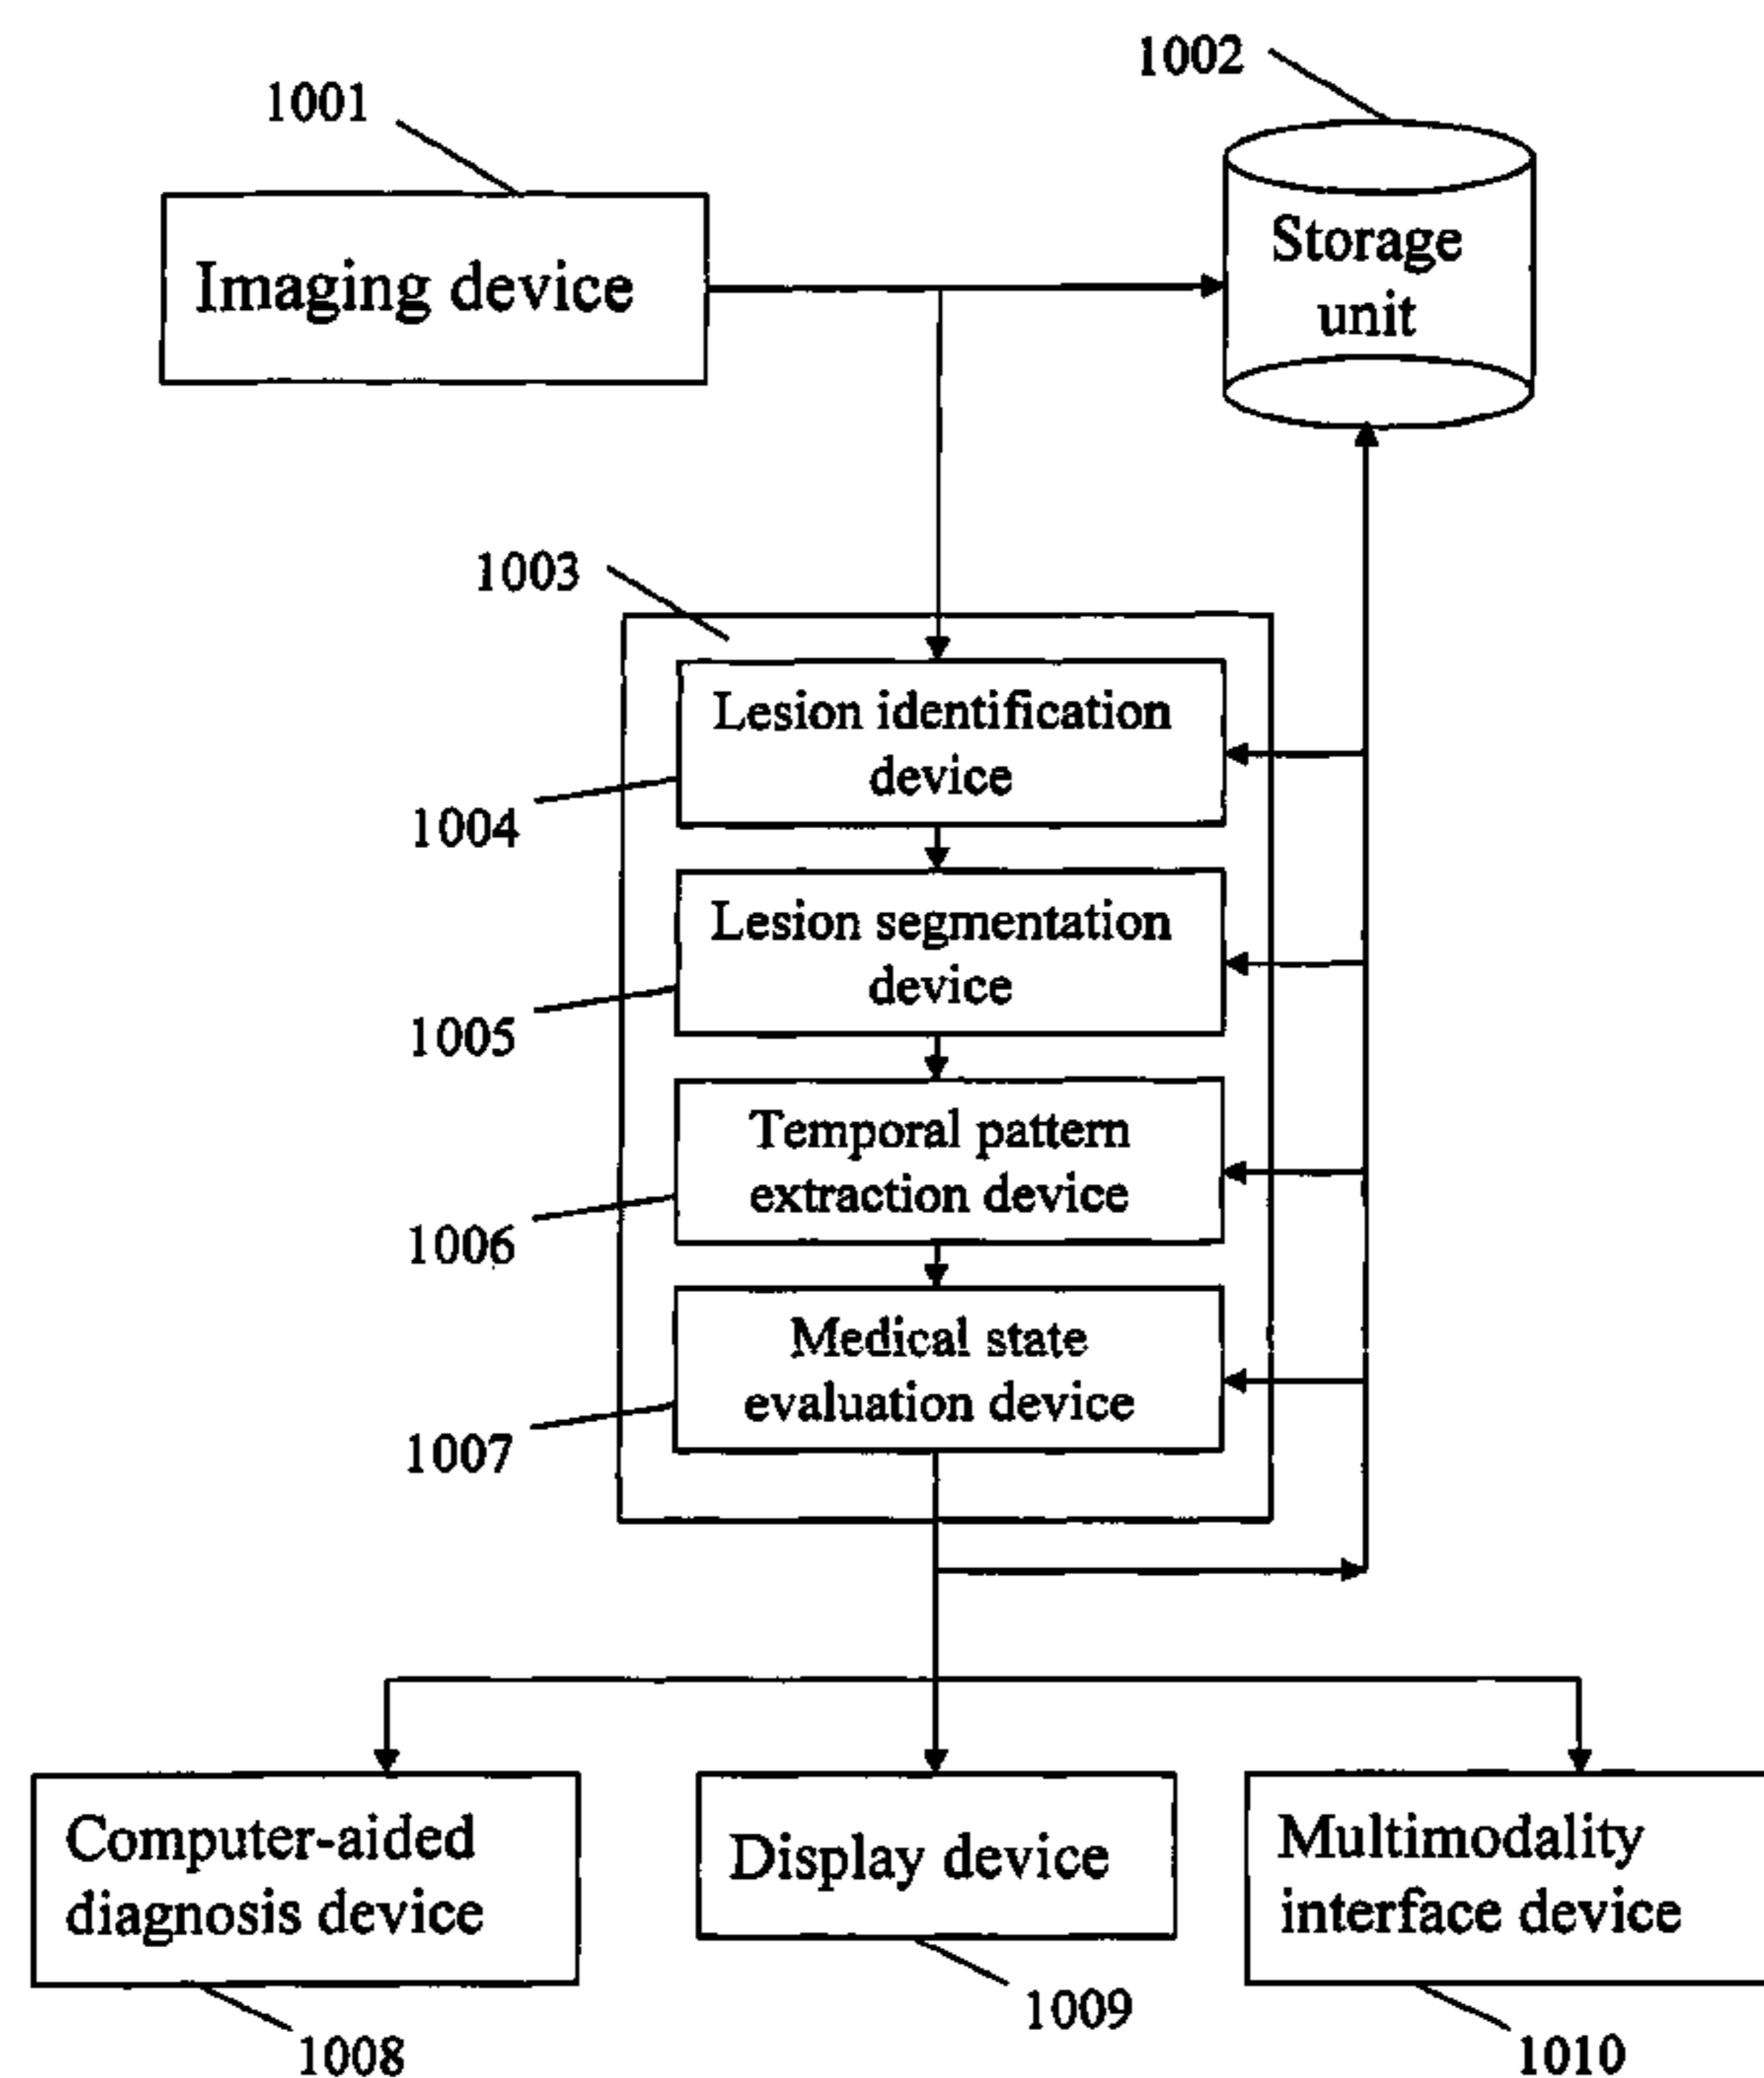 1002
1001
Storage
unit
Imaging device
1003
Lesion identification
device
1004
Lesion segmentation
device
1005
Temporal pattern
extraction device
1006
Medical state
evaluation device
1007
Computer-aided
diagnosis device
Display device
Multimodality
interface device
1009
1008
1010